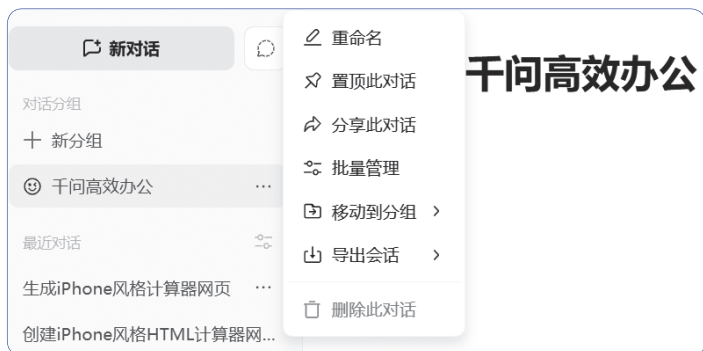 新对话
对话分组
新分组
千问高效办公
最近对话
生成iPhone风格计算器网页
创建iPhone风格HTML计算器网...
重命名
置顶此对话
分享此对话
批量管理
移动到分组
导出会话
删除此对话
千问高效办公